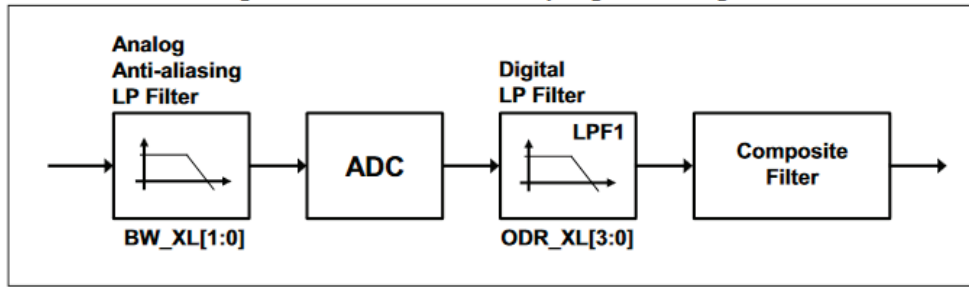 Analog
Anti-aliasing
LP Filter
Digital
LP Filter
LPF1
ADC
Composite
Filter
BW_XL[1:0]
ODR_XL[3:0]